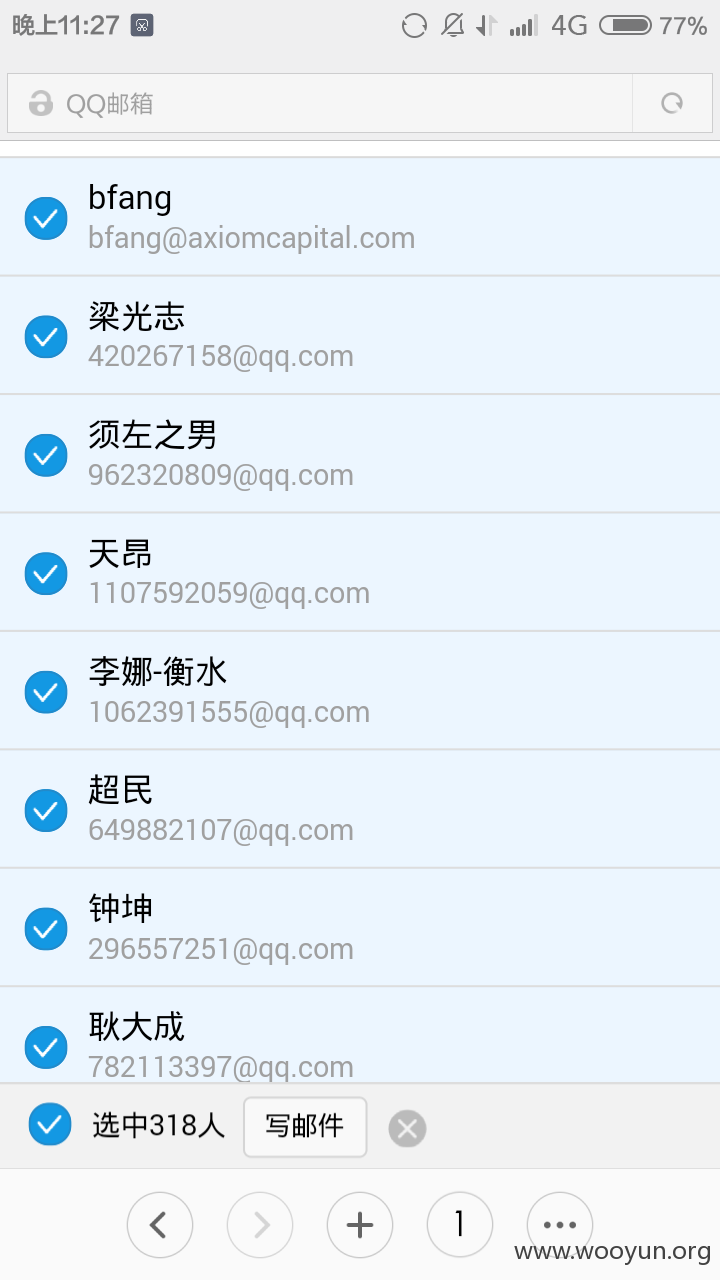 晚上11:27 4G 77%
QQ邮箱
bfang
bfang@axiomcapital.com
梁光志
420267158@qq.com
须左之男
962320809@qq.com
天昂
1107592059@qq.com
李娜-衡水
1062391555@qq.com
超民
649882107@qq.com
钟坤
296557251@qq.com
耿大成
782113397@qq.com
选中318人 写邮件
1
www.wooyun.org